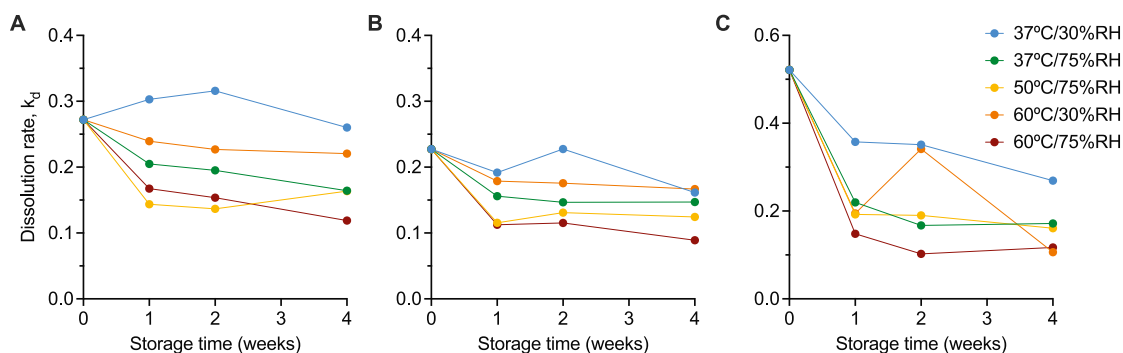 A
B
C
Dissolution rate, kd
0.4
0.3
0.2
0.1
0.0
0
1
2
3
4
Storage time (weeks)
0.4
0.3
0.2
0.1
0.0
0
1
2
3
4
Storage time (weeks)
0.6
0.4
0.2
0.0
0
1
2
3
4
Storage time (weeks)
37ºC/30%RH
37ºC/75%RH
50ºC/75%RH
60ºC/30%RH
60ºC/75%RH